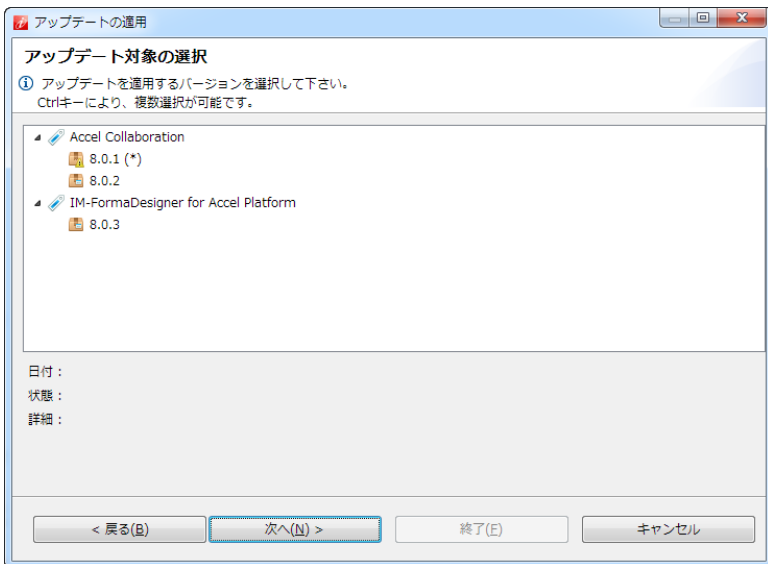 アップデートの適用
アップデート対象の選択
アップデートを適用するバージョンを選択して下さい。
Ctrlキーにより、複数選択が可能です。
Accel Collaboration
8.0.1 (*)
8.0.2
IM-FormaDesigner for Accel Platform
8.0.3
日付：
状態：
詳細：
< 戻る(B)
次へ(N) >
終了(F)
キャンセル